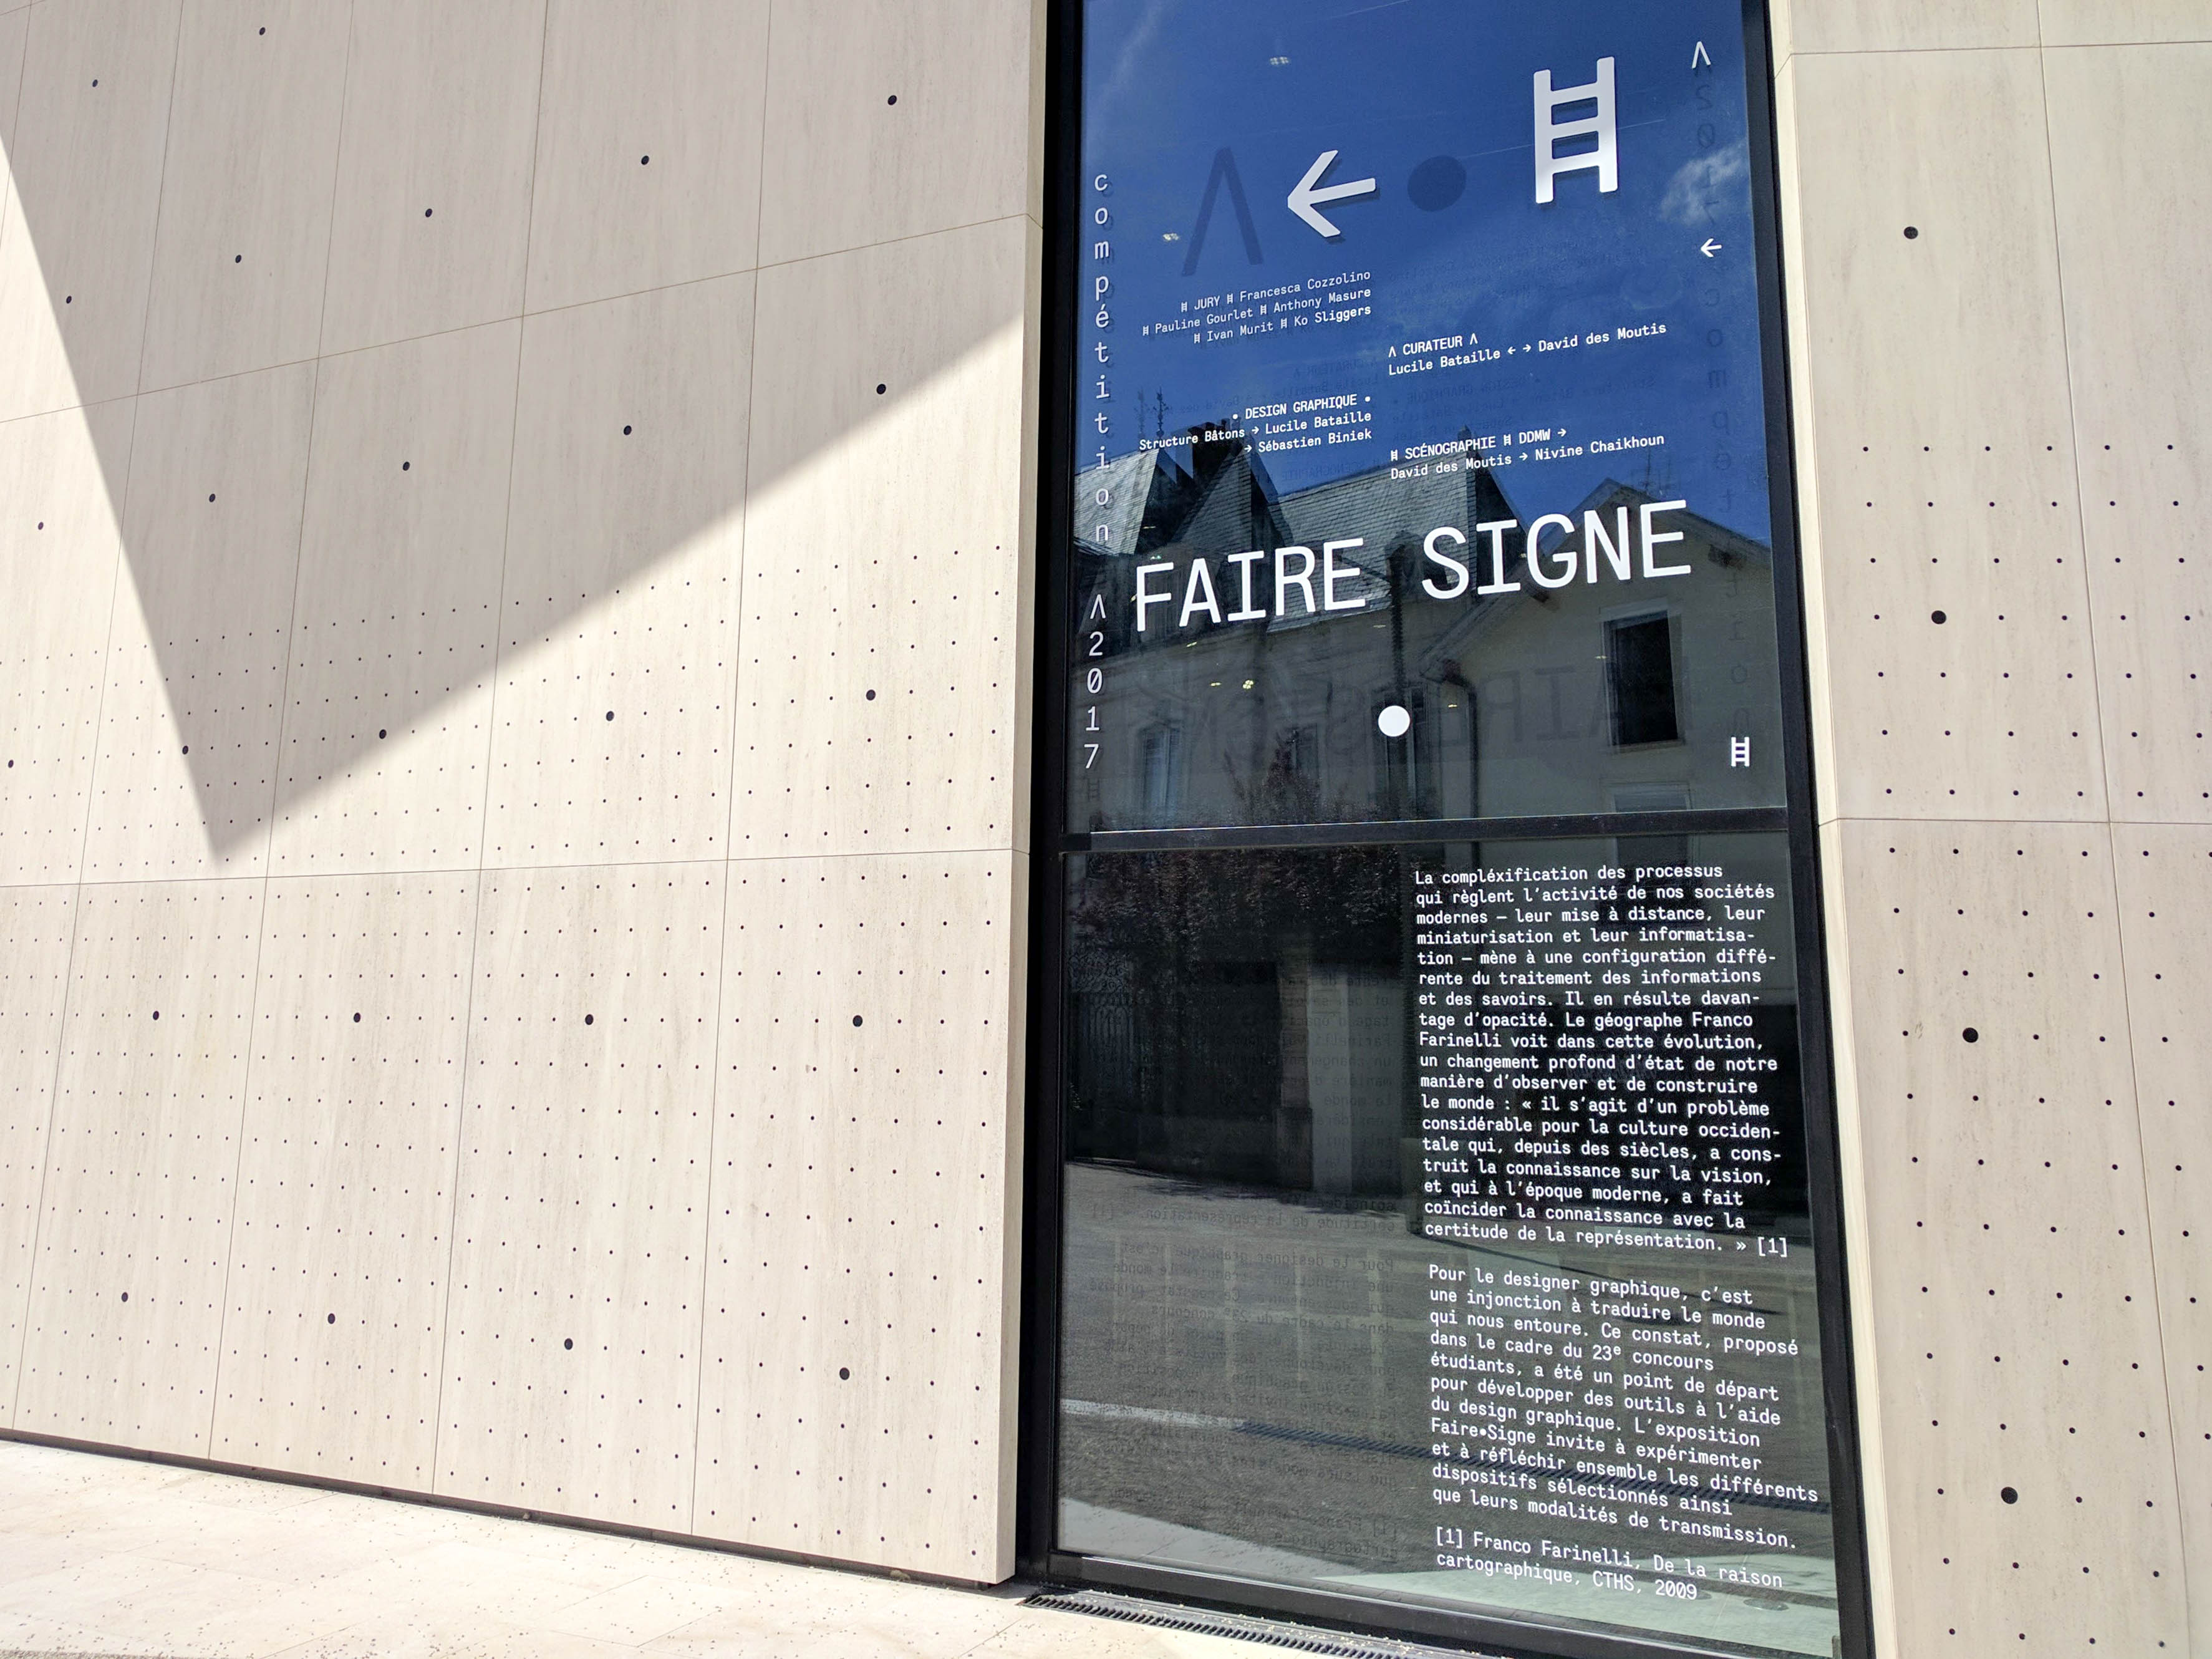 compétition Λ2017
Λ
←
# JURY # Francesca Cozzolino
# Pauline Gourlet # Anthony Masure
# Ivan Murit # Ko Sliggers
Λ CURATEUR Λ
Lucile Bataille ← → David des Moutis
• DESIGN GRAPHIQUE •
Structure Bâtons → Lucile Bataille
→ Sébastien Biniek
# SCÉNOGRAPHIE # DDMW →
David des Moutis → Nivine Chaikhoun
FAIRE SIGNE
La compléxification des processus
qui règlent l'activité de nos sociétés
modernes – leur mise à distance, leur
miniaturisation et leur informatisa-
tion – mène à une configuration diffé-
rente du traitement des informations
et des savoirs. Il en résulte davan-
tage d'opacité. Le géographe Franco
Farinelli voit dans cette évolution,
un changement profond d'état de notre
manière d'observer et de construire
le monde : « il s'agit d'un problème
considérable pour la culture occiden-
tale qui, depuis des siècles, a cons-
truit la connaissance sur la vision,
et qui à l'époque moderne, a fait
coïncider la connaissance avec la
certitude de la représentation. » [1]
Pour le designer graphique, c'est
une injonction à traduire le monde
qui nous entoure. Ce constat, proposé
dans le cadre du 23e concours
étudiants, a été un point de départ
pour développer des outils à l'aide
du design graphique. L'exposition
Faire•Signe invite à expérimenter
et à réfléchir ensemble les différents
dispositifs sélectionnés ainsi
que leurs modalités de transmission.
[1] Franco Farinelli, De la raison
cartographique, CTHS, 2009